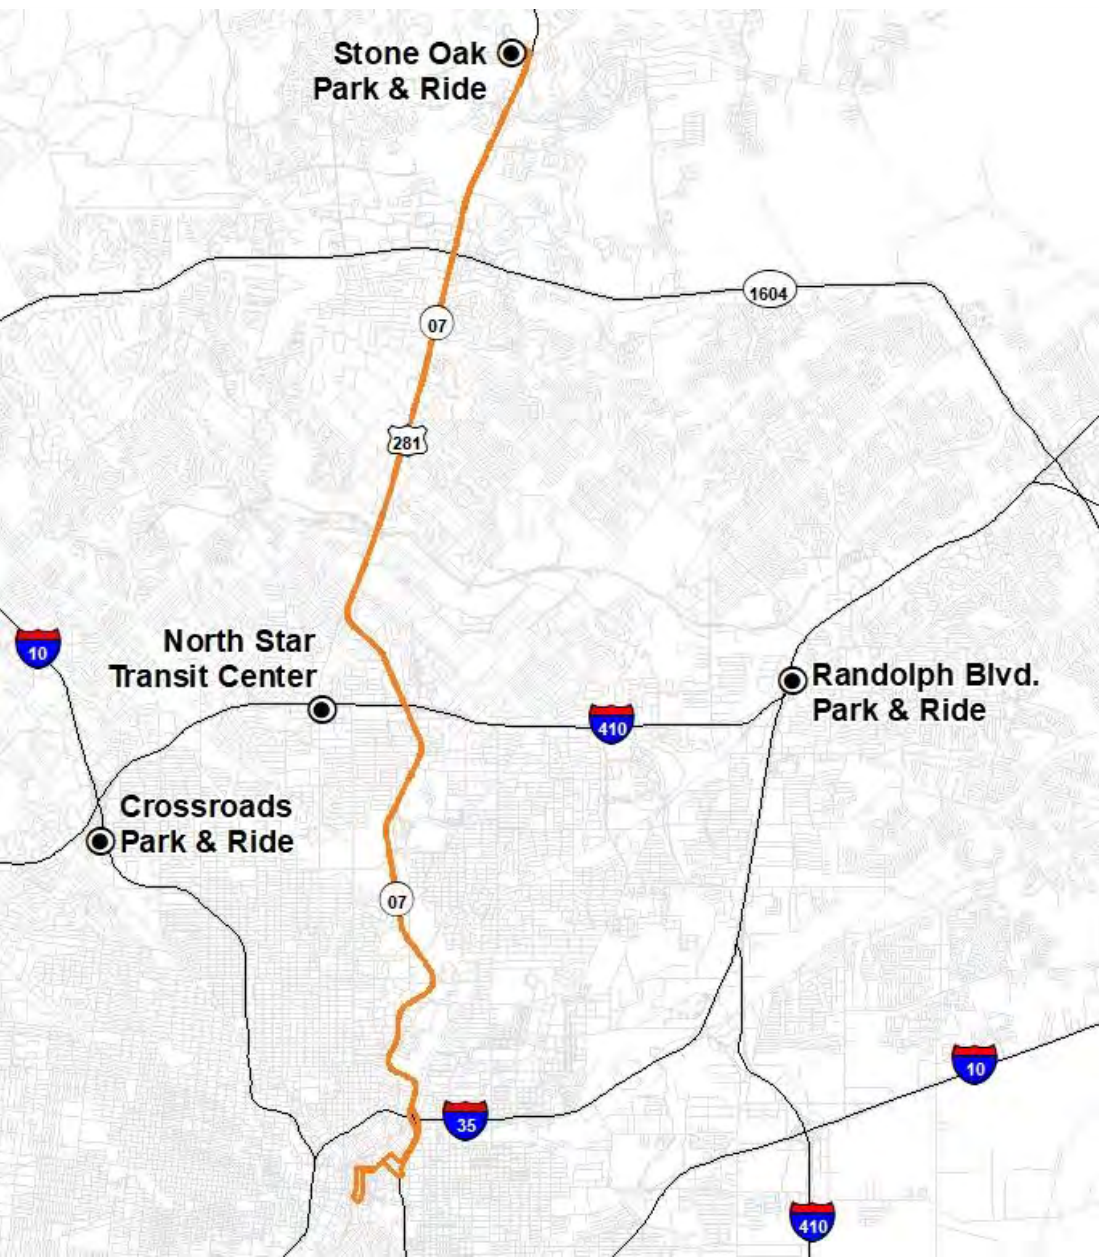 Stone Oak
Park & Ride
1604
07
281
North Star
Transit Center
10
Randolph Blvd.
Park & Ride
410
Crossroads
Park & Ride
07
10
35
410